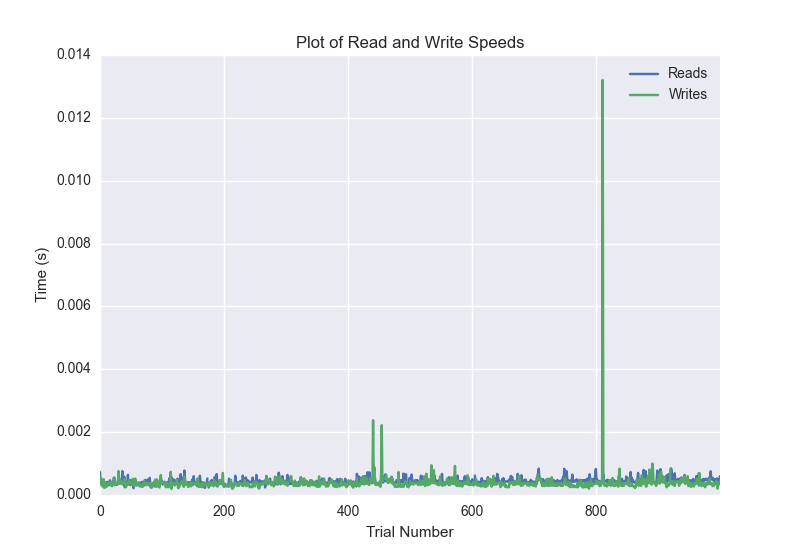 Plot of Read and Write Speeds
0.014
0.012
0.010
0.008
0.006
0.004
0.002
0.000
Time (s)
Reads
Writes
0 200 400 600 800
Trial Number